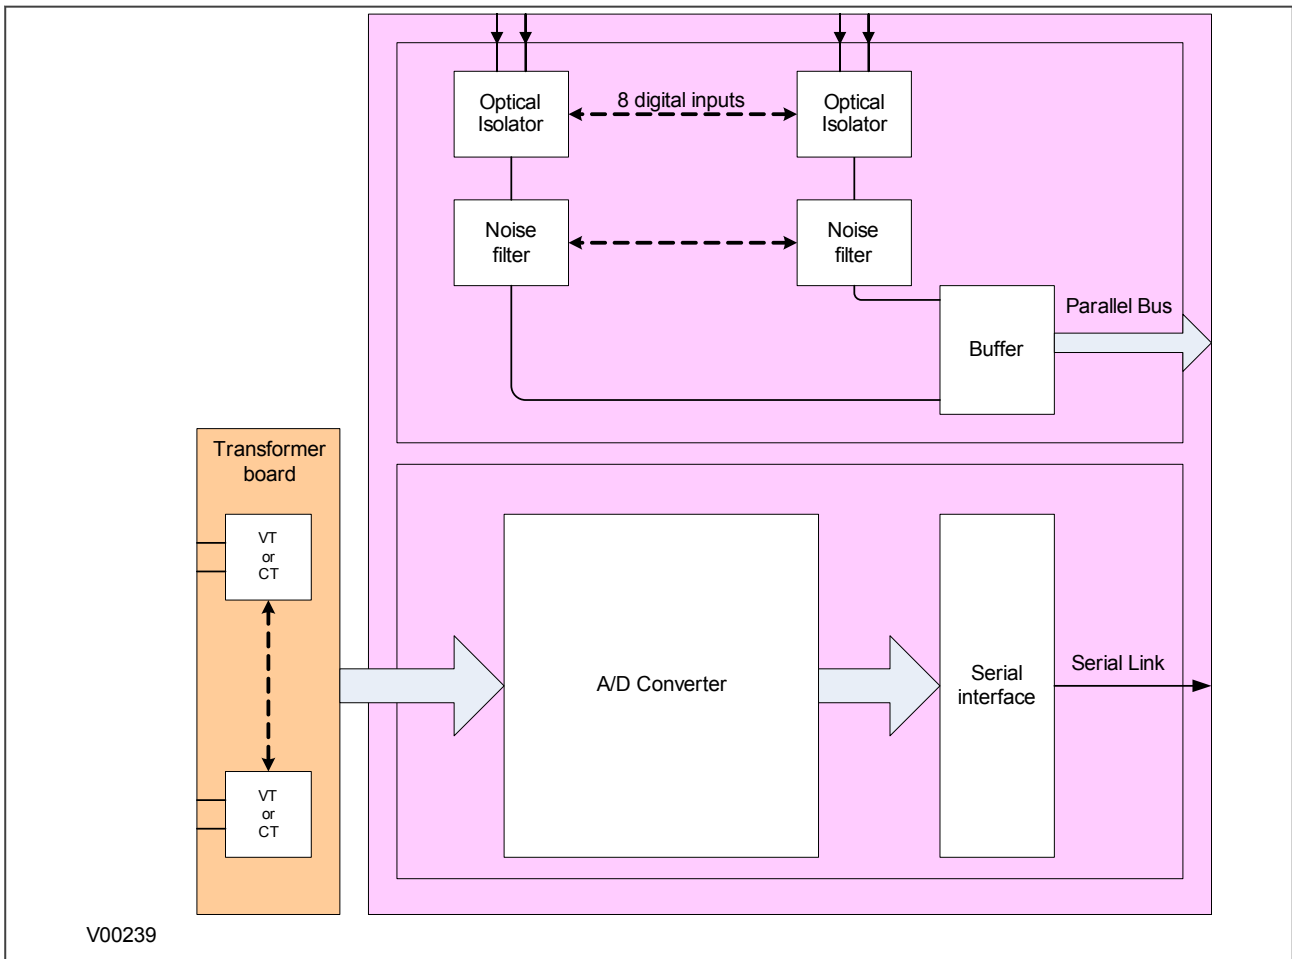 Optical
Isolator
8 digital inputs
Optical
Isolator
Noise
filter
Noise
filter
Buffer
Parallel Bus
Transformer
board
VT
or
CT
VT
or
CT
A/D Converter
Serial
interface
Serial Link
V00239